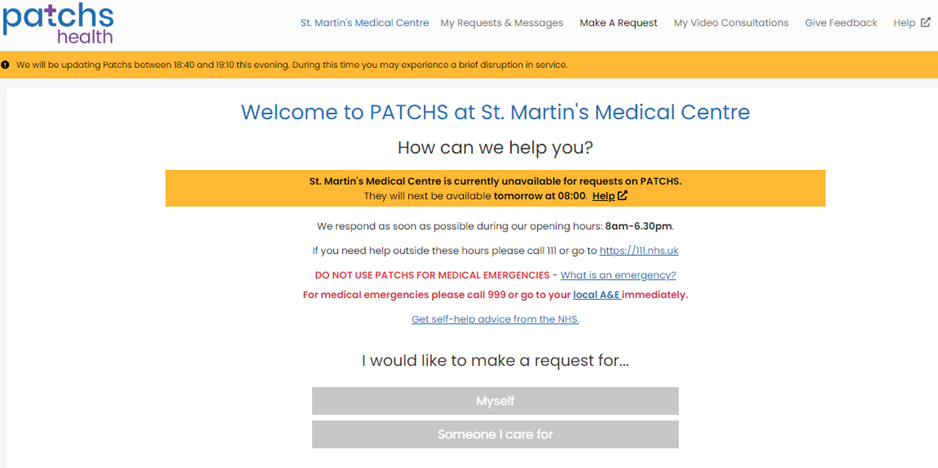 patchs
health
St. Martin's Medical Centre My Requests & Messages Make A Request My Video Consultations Give Feedback Help
We will be updating Patchs between 18:40 and 19:10 this evening. During this time you may experience a brief disruption in service.
Welcome to PATCHS at St. Martin's Medical Centre
How can we help you?
St. Martin's Medical Centre is currently unavailable for requests on PATCHS.
They will next be available tomorrow at 08:00. Help
We respond as soon as possible during our opening hours: 8am-6.30pm.
If you need help outside these hours please call 111 or go to https://111.nhs.uk
DO NOT USE PATCHS FOR MEDICAL EMERGENCIES - What is an emergency?
For medical emergencies please call 999 or go to your local A&E immediately.
Get self-help advice from the NHS.
I would like to make a request for...
Myself
Someone I care for